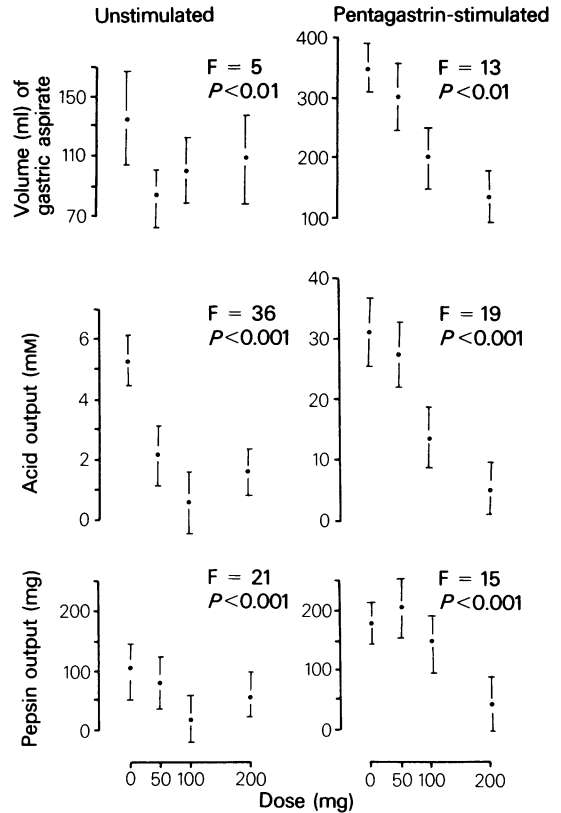 Unstimulated
Pentagastrin-stimulated
Volume (ml) of
gastric aspirate
150
110
70
F = 5
P<0.01
400
300
200
100
F = 13
P<0.01
Acid output (mM)
6
4
2
0
F = 36
P<0.001
40
30
20
10
0
F = 19
P<0.001
Pepsin output (mg)
200
100
0
F = 21
P<0.001
200
100
0
F = 15
P<0.001
0 50 100 200
0 50 100 200
Dose (mg)